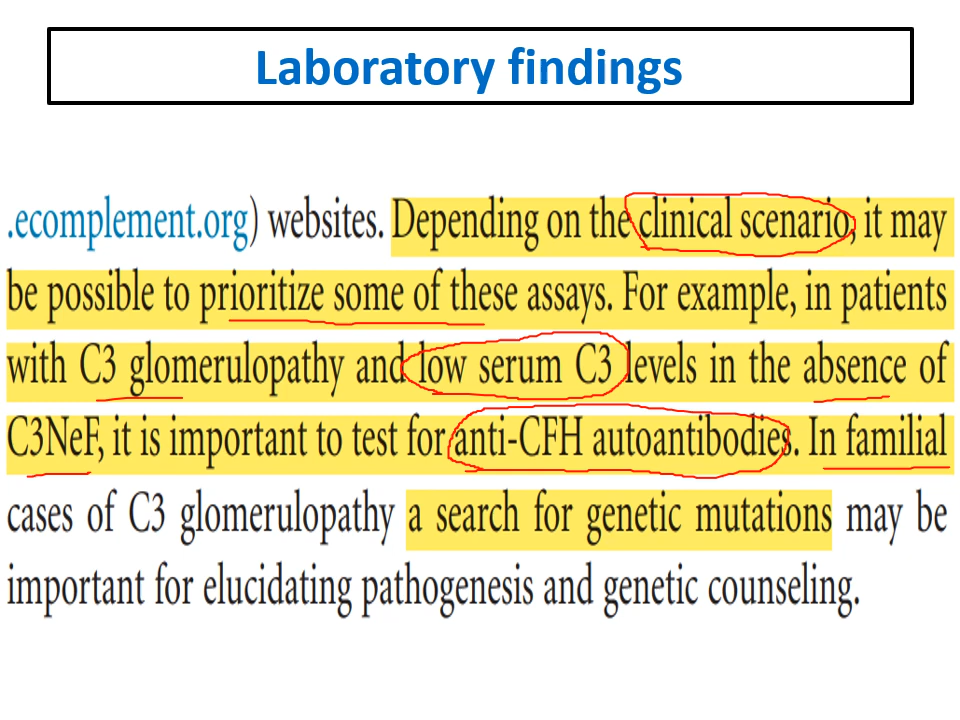 Laboratory findings
.ecomplement.org) websites. Depending on the clinical scenario, it may
be possible to prioritize some of these assays. For example, in patients
with C3 glomerulopathy and low serum C3 levels in the absence of
C3NeF, it is important to test for anti-CFH autoantibodies. In familial
cases of C3 glomerulopathy a search for genetic mutations may be
important for elucidating pathogenesis and genetic counseling.